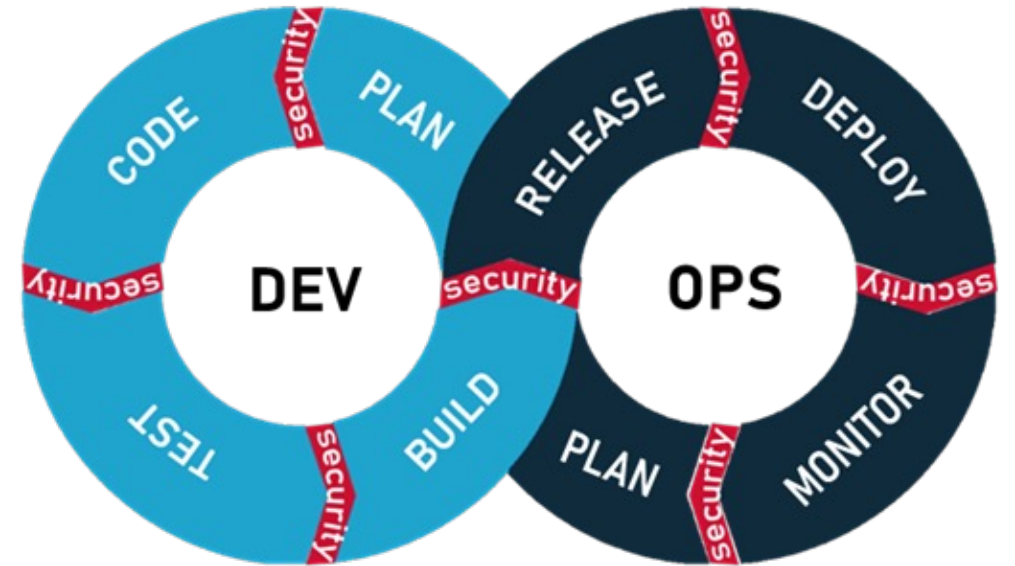 security
PLAN
CODE
security
TEST
security
BUILD
security
DEV
RELEASE
security
DEPLOY
security
MONITOR
security
PLAN
OPS